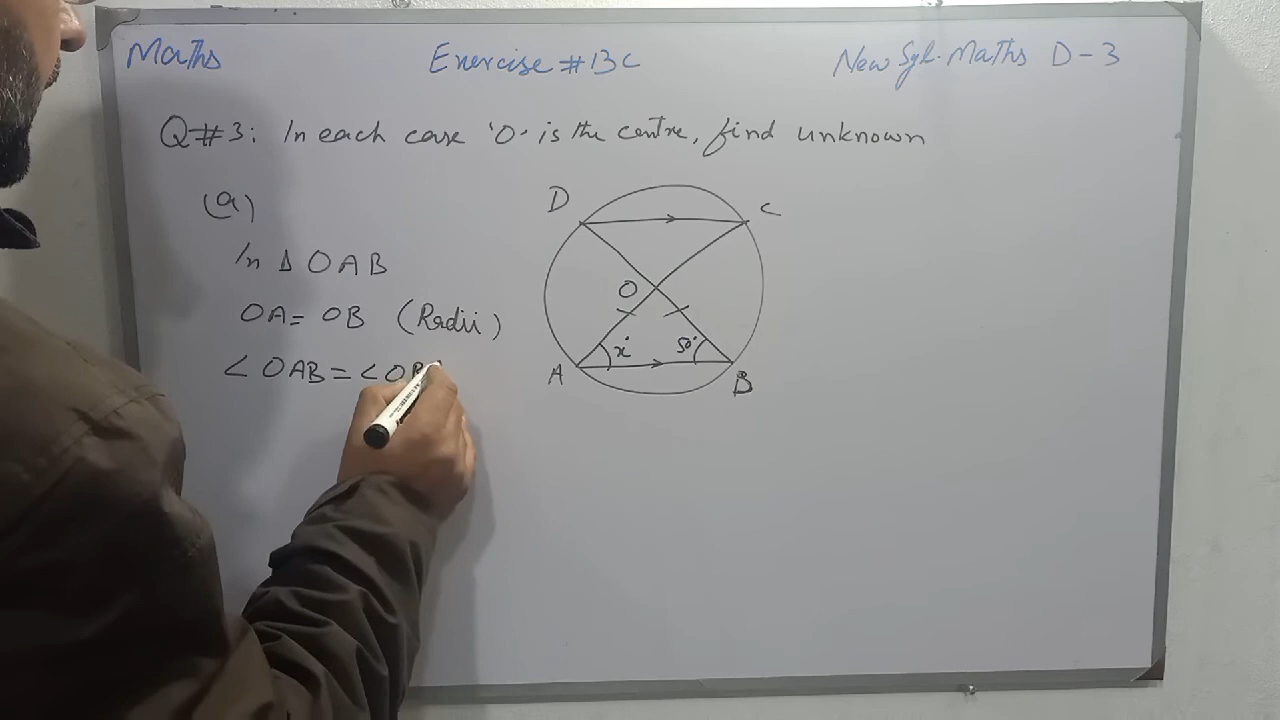 Maths Exercise #13C New Syl. Maths D-3
Q#3: In each case 'O' is the centre, find unknown
(a)
In Δ OAB
OA = OB (Radii)
∠OAB = ∠OB
D C
O
x° 50°
A B